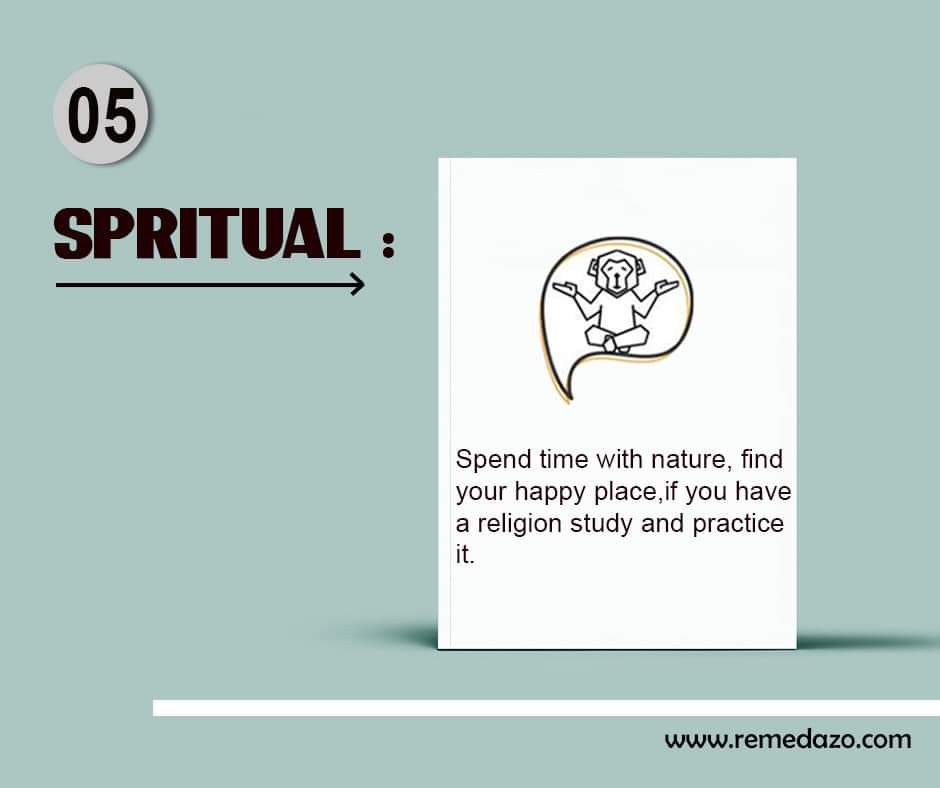 05
SPRITUAL :
Spend time with nature, find
your happy place,if you have
a religion study and practice
it.
www.remedazo.com